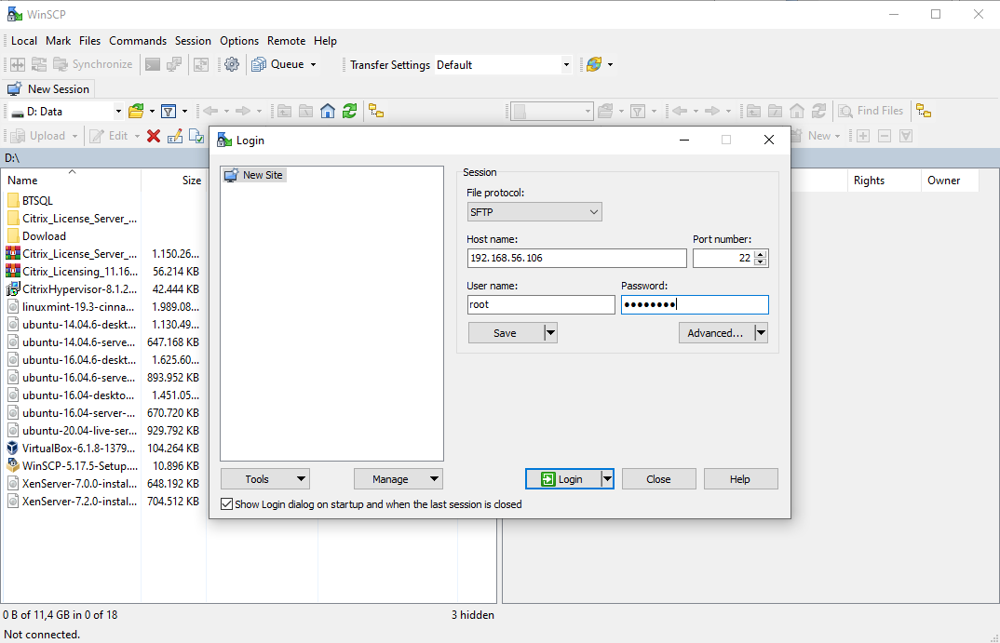 WinSCP
Local Mark Files Commands Session Options Remote Help
Synchronize Queue Transfer Settings Default
New Session
D: Data Find Files
Upload Edit New
D:\
Name Size Rights Owner
BTSQL
Citrix_License_Server_...
Dowload
Citrix_License_Server_... 1.150.26...
Citrix_Licensing_11.16... 56.214 KB
CitrixHypervisor-8.1.2... 42.444 KB
linuxmint-19.3-cinna... 1.989.08...
ubuntu-14.04.6-deskt... 1.130.49...
ubuntu-14.04.6-serve... 647.168 KB
ubuntu-16.04.6-deskt... 1.625.60...
ubuntu-16.04.6-serve... 893.952 KB
ubuntu-16.04-deskto... 1.451.05...
ubuntu-16.04-server-... 670.720 KB
ubuntu-20.04-live-ser... 929.792 KB
VirtualBox-6.1.8-1379... 104.264 KB
WinSCP-5.17.5-Setup.... 10.896 KB
XenServer-7.0.0-instal... 648.192 KB
XenServer-7.2.0-instal... 704.512 KB
Login
New Site
Session
File protocol:
SFTP
Host name: Port number:
192.168.56.106 22
User name: Password:
root ●●●●●●●●
Save Advanced...
Tools Manage Login Close Help
Show Login dialog on startup and when the last session is closed
0 B of 11,4 GB in 0 of 18 3 hidden
Not connected.